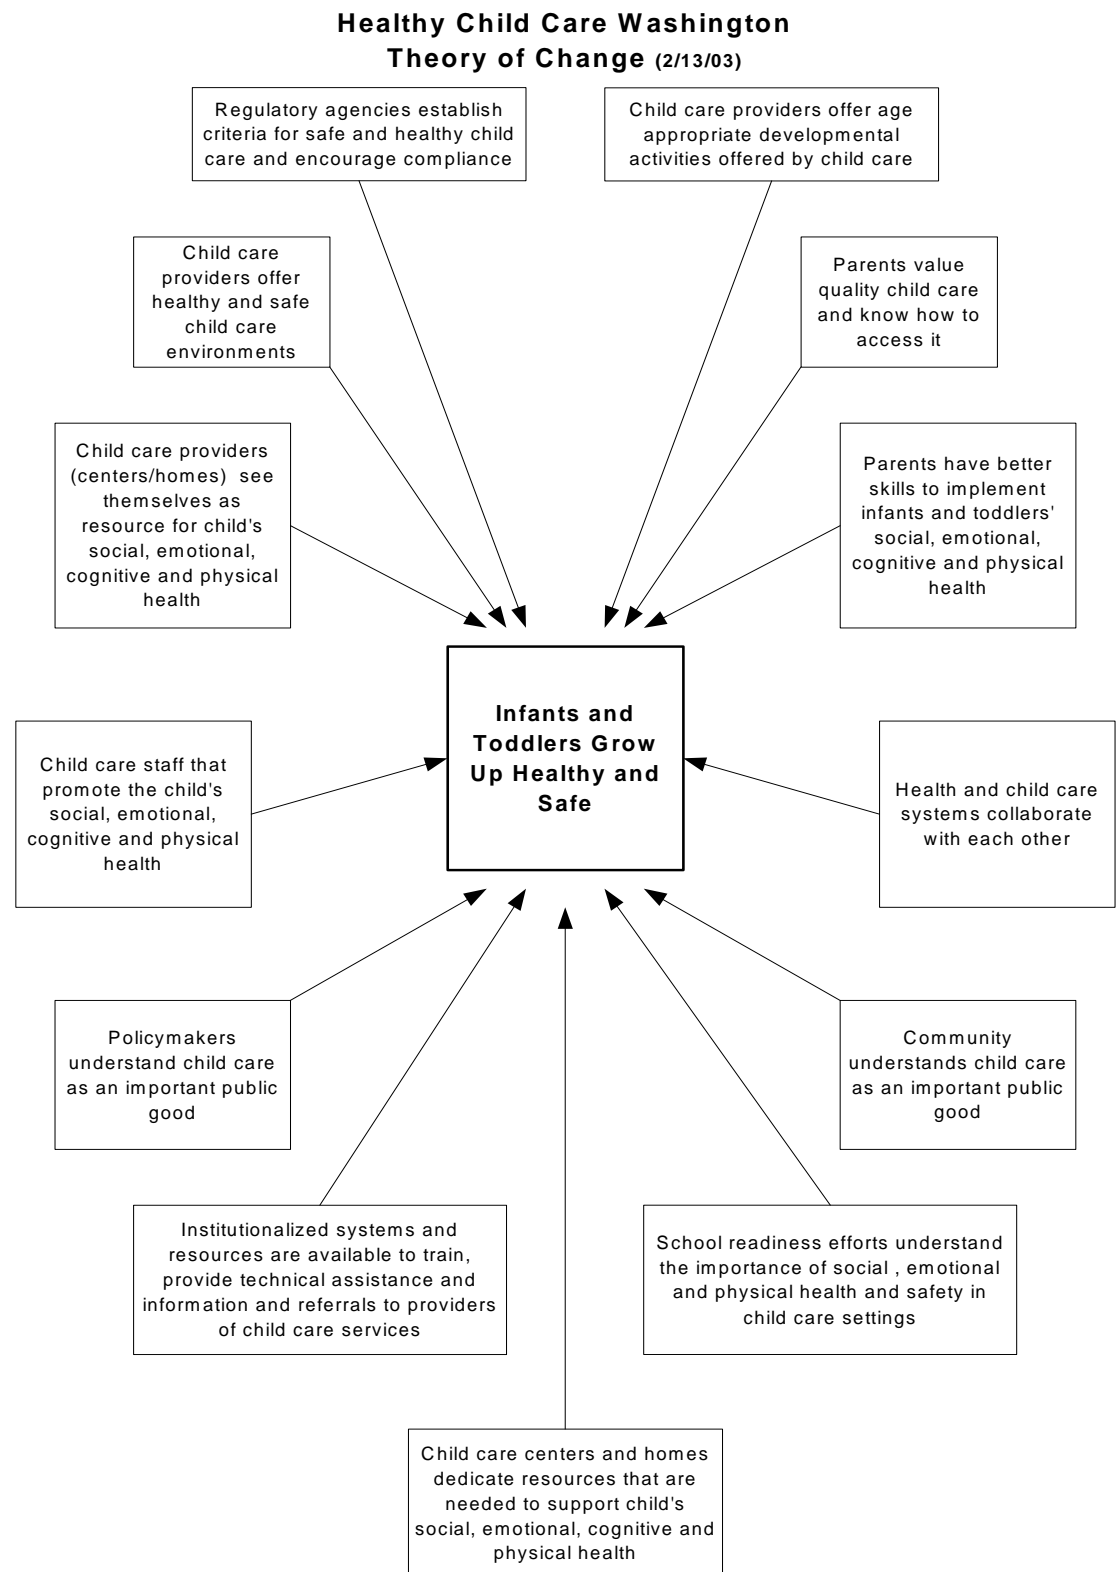 Healthy Child Care Washington
Theory of Change (2/13/03)
Regulatory agencies establish
criteria for safe and healthy child
care and encourage compliance
Child care providers offer age
appropriate developmental
activities offered by child care
Child care
providers offer
healthy and safe
child care
environments
Parents value
quality child care
and know how to
access it
Child care providers
(centers/homes)  see
themselves as
resource for child's
social, emotional,
cognitive and physical
health
Parents have better
skills to implement
infants and toddlers'
social, emotional,
cognitive and physical
health
Infants and
Toddlers Grow
Up Healthy and
Safe
Child care staff that
promote the child's
social, emotional,
cognitive and physical
health
Health and child care
systems collaborate
with each other
Policymakers
understand child care
as an important public
good
Community
understands child care
as an important public
good
Institutionalized systems and
resources are available to train,
provide technical assistance and
information and referrals to providers
of child care services
School readiness efforts understand
the importance of social , emotional
and physical health and safety in
child care settings
Child care centers and homes
dedicate resources that are
needed to support child's
social, emotional, cognitive and
physical health